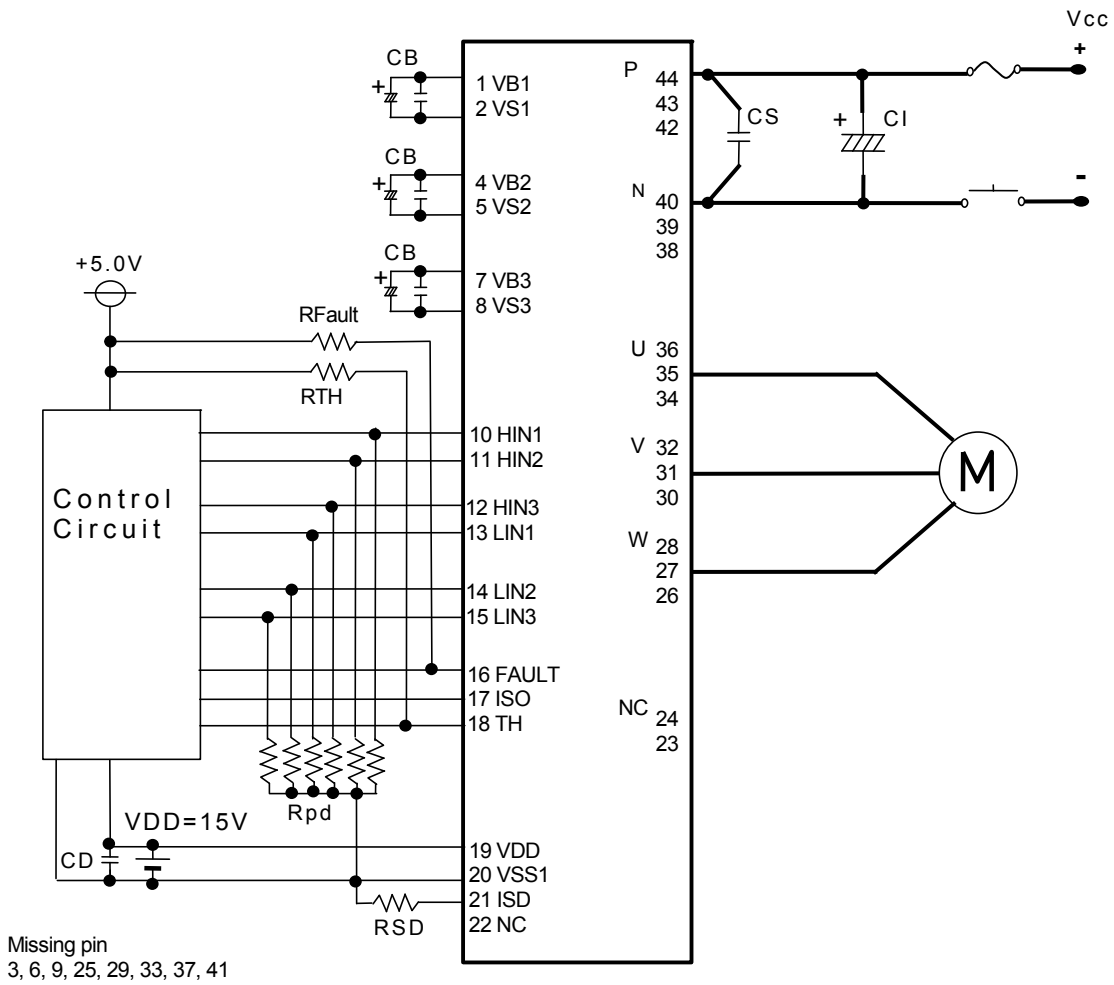 Vcc
+
CB
+
1 VB1
2 VS1
P 44
43
42
CS
+ CI
CB
+
4 VB2
5 VS2
N 40
39
38
-
CB
+
7 VB3
8 VS3
+5.0V
RFault
RTH
U 36
35
34
10 HIN1
11 HIN2
V 32
31
30
M
Control
Circuit
12 HIN3
13 LIN1
W 28
27
26
14 LIN2
15 LIN3
16 FAULT
17 ISO
18 TH
NC 24
23
Rpd
VDD=15V
CD
19 VDD
20 VSS1
21 ISD
22 NC
RSD
Missing pin
3, 6, 9, 25, 29, 33, 37, 41